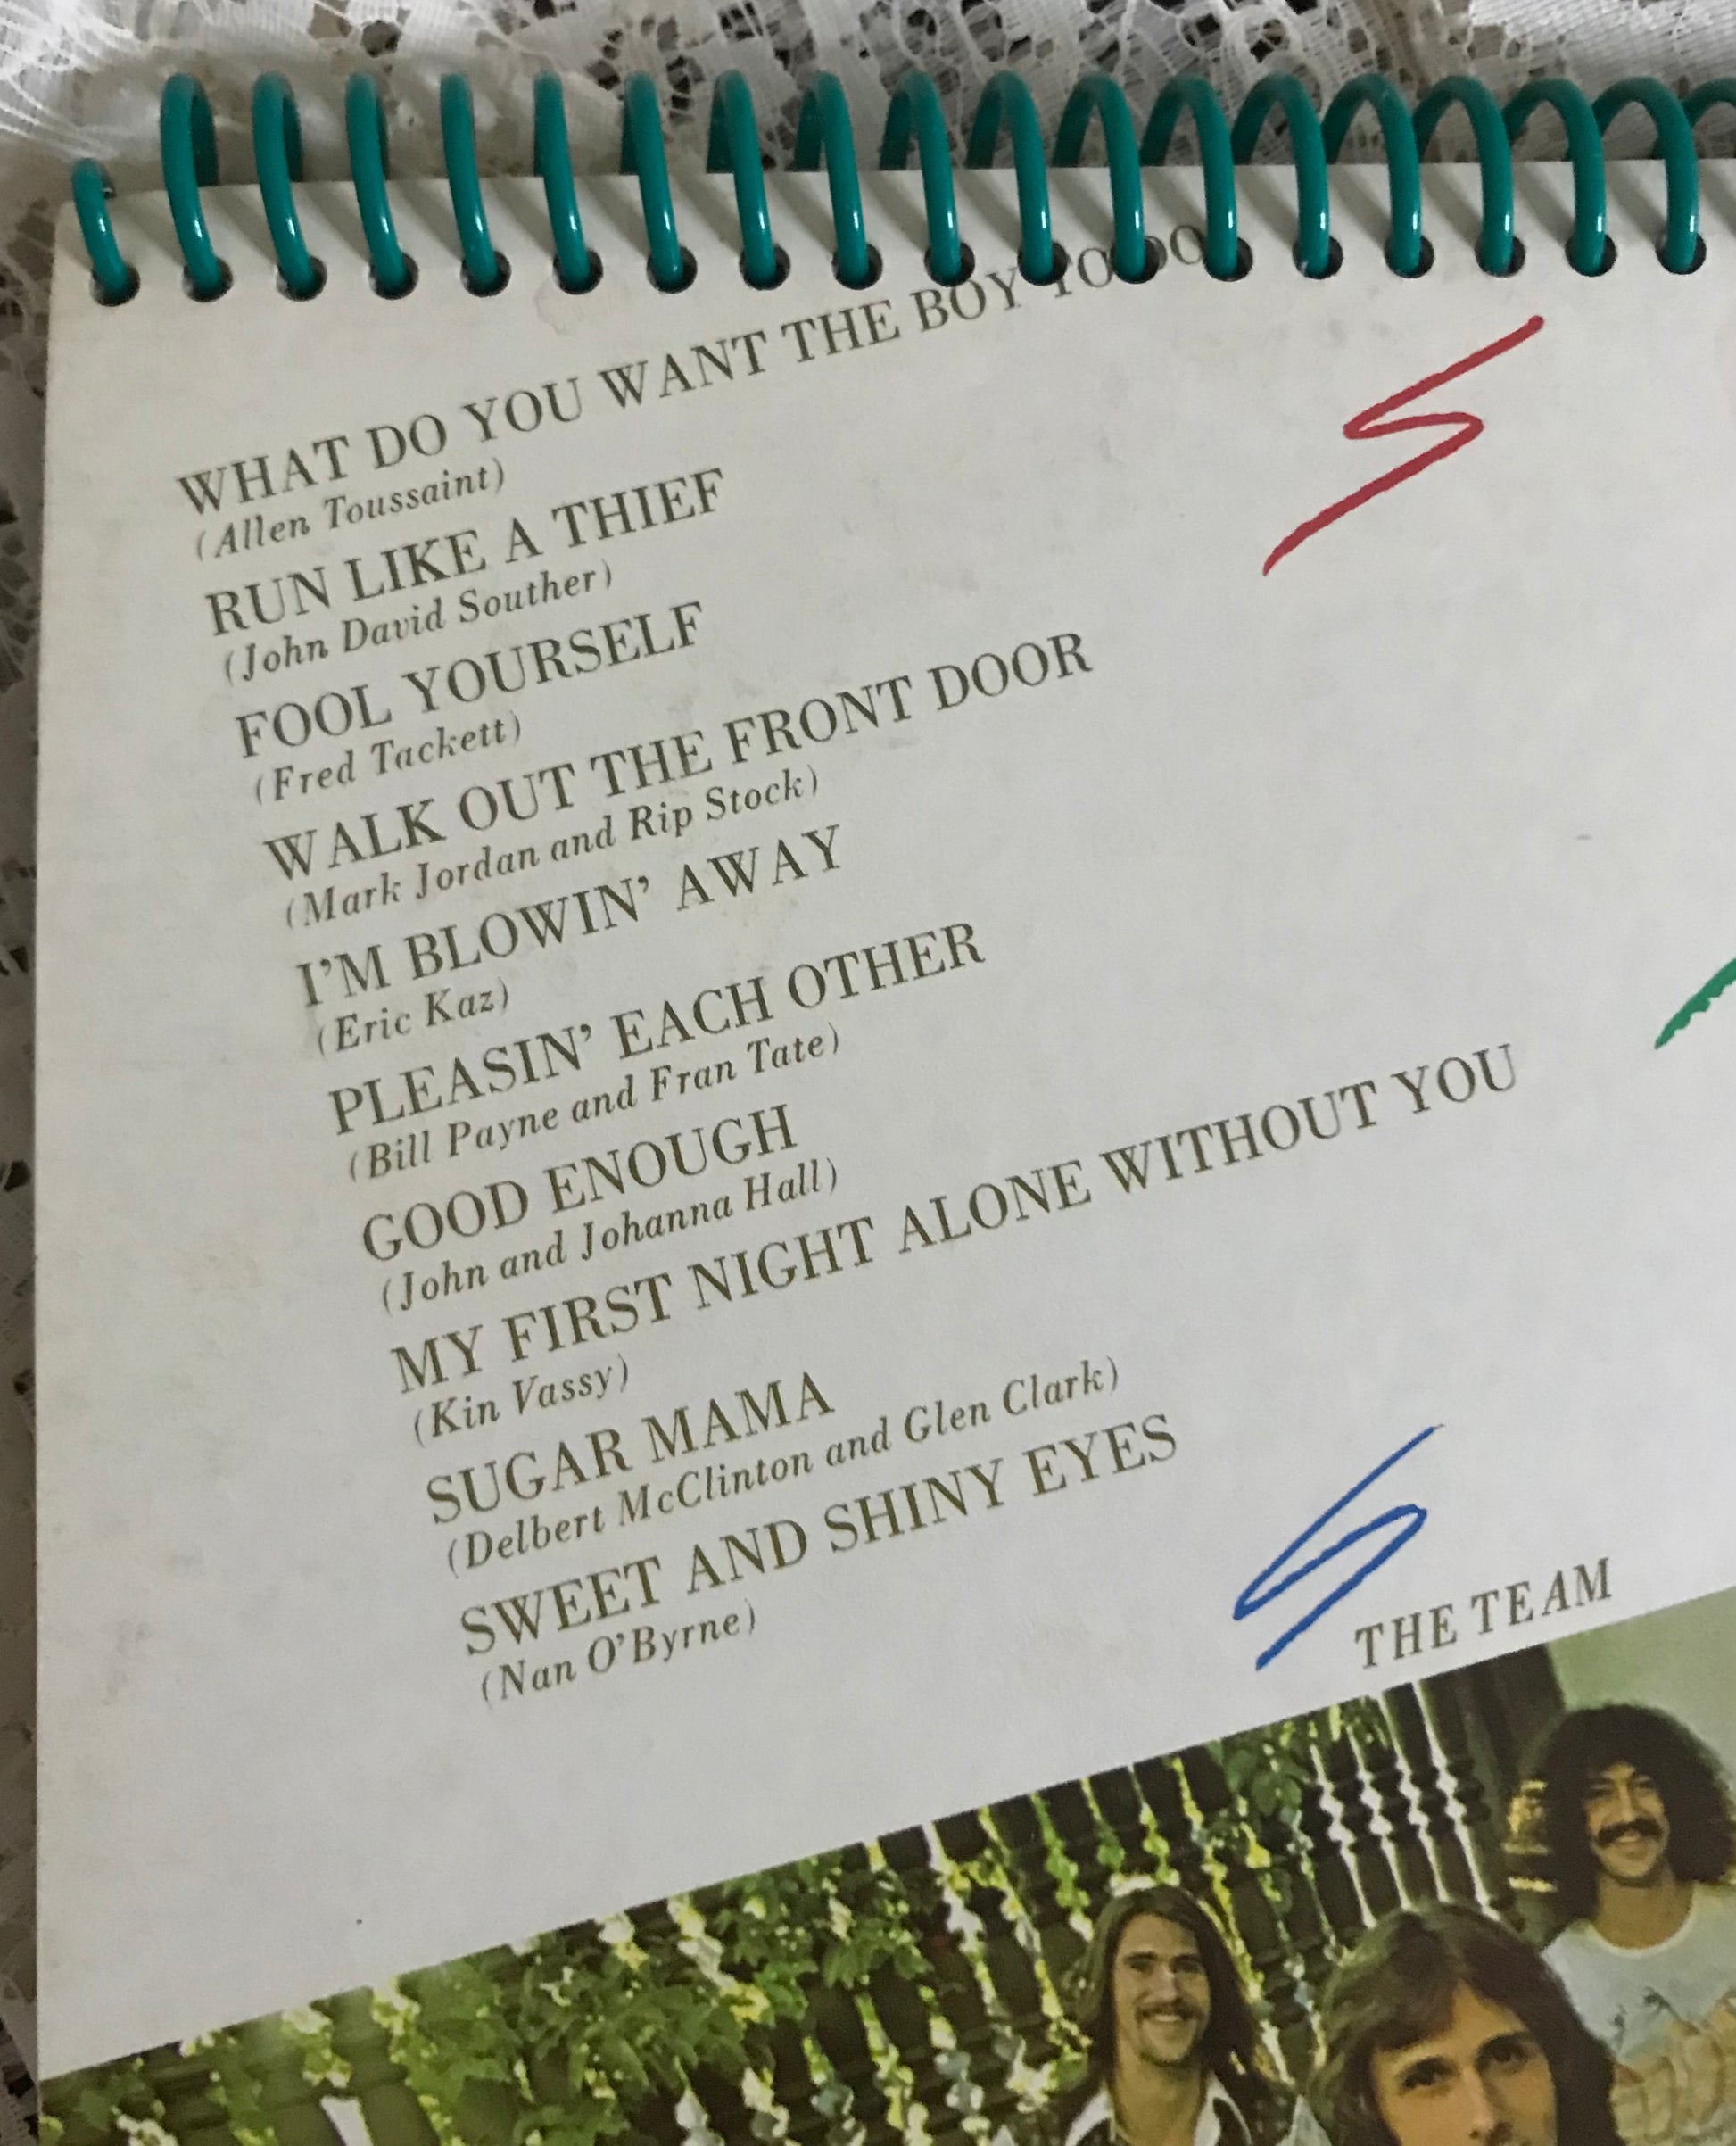 WHAT DO YOU WANT THE BOY TO DO
(Allen Toussaint)
RUN LIKE A THIEF
(John David Souther)
FOOL YOURSELF
(Fred Tackett)
WALK OUT THE FRONT DOOR
(Mark Jordan and Rip Stock)
I'M BLOWIN' AWAY
(Eric Kaz)
PLEASIN' EACH OTHER
(Bill Payne and Fran Tate)
GOOD ENOUGH
(John and Johanna Hall)
MY FIRST NIGHT ALONE WITHOUT YOU
(Kin Vassy)
SUGAR MAMA
(Delbert McClinton and Glen Clark)
SWEET AND SHINY EYES
(Nan O'Byrne)
THE TEAM